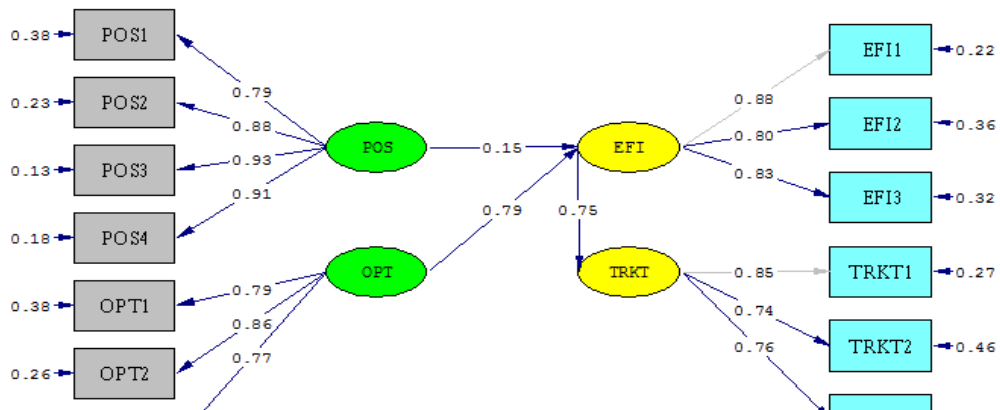 0.38
POS1
0.23
POS2
0.13
POS3
0.18
POS4
0.38
OPT1
0.26
OPT2
0.79
0.88
0.93
0.91
0.79
0.86
0.77
POS
OPT
0.15
0.79
0.75
EFI
TRKT
0.88
0.80
0.83
0.85
0.74
0.76
EFI1
0.22
EFI2
0.36
EFI3
0.32
TRKT1
0.27
TRKT2
0.46